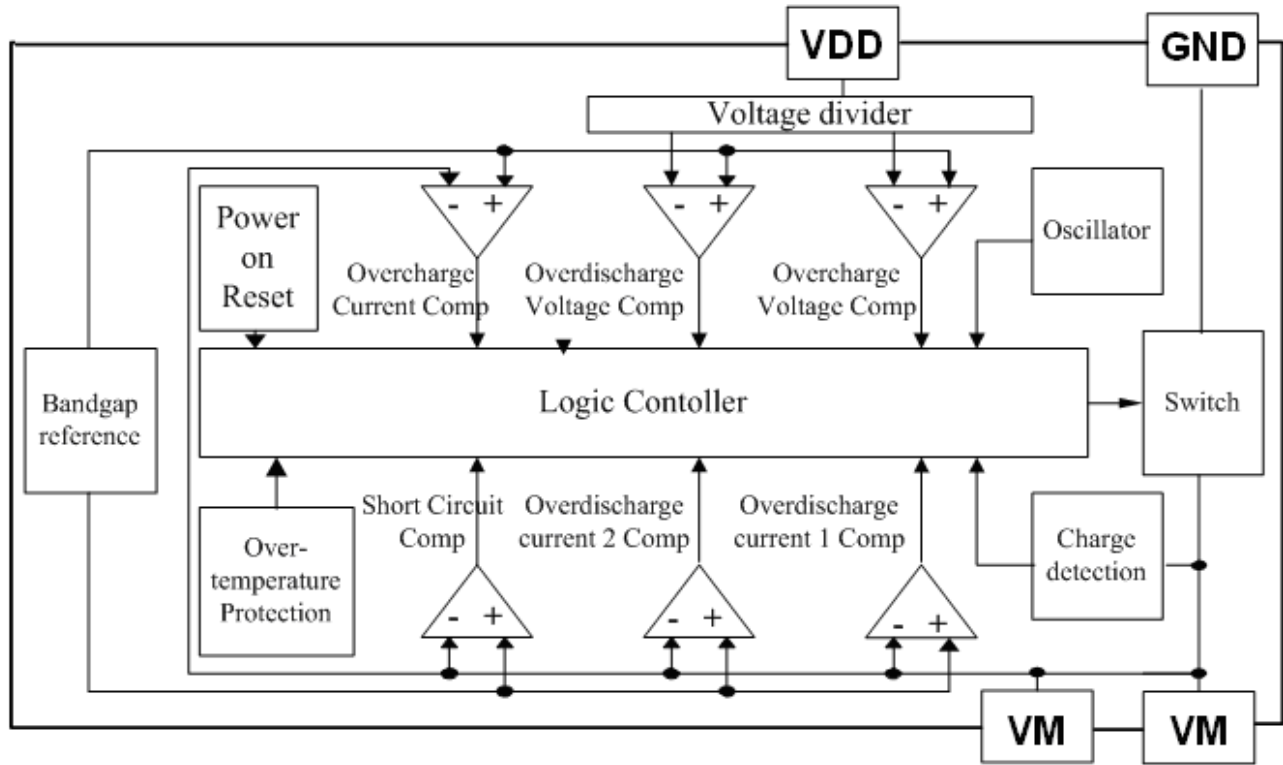 VDD
GND
Voltage divider
- +
- +
- +
Power
on
Reset
Oscillator
Overcharge
Current Comp
Overdischarge
Voltage Comp
Overcharge
Voltage Comp
Bandgap
reference
Logic Contoller
Switch
Short Circuit
Comp
Overdischarge
current 2 Comp
Overdischarge
current 1 Comp
Over-
temperature
Protection
Charge
detection
- +
- +
- +
VM
VM